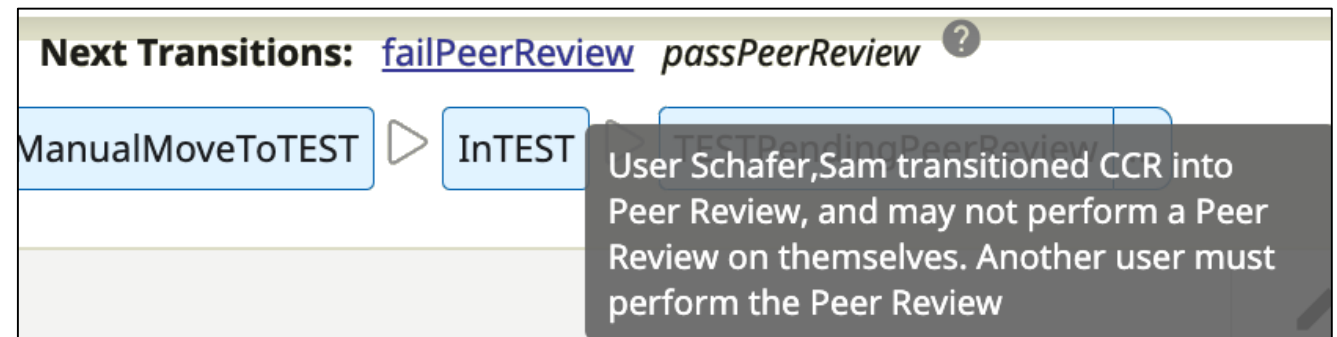 Next Transitions: failPeerReview passPeerReview ?
ManualMoveToTEST InTEST TESTPendingPeerReview
User Schafer,Sam transitioned CCR into
Peer Review, and may not perform a Peer
Review on themselves. Another user must
perform the Peer Review